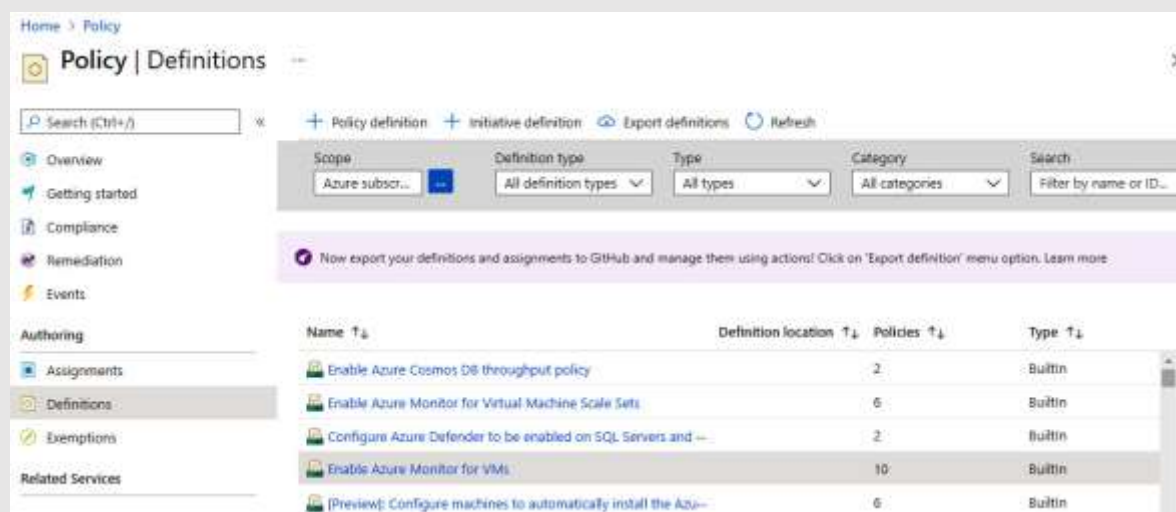 Home > Policy
Policy | Definitions ...
Search (Ctrl+/) «
+ Policy definition + Initiative definition Export definitions Refresh
Overview
Getting started
Compliance
Remediation
Events
Authoring
Assignments
Definitions
Exemptions
Related Services
Scope Definition type Type Category Search
Azure subscr... ... All definition types All types All categories Filter by name or ID...
Now export your definitions and assignments to GitHub and manage them using actions! Click on 'Export definition' menu option. Learn more
Name ↑↓ Definition location ↑↓ Policies ↑↓ Type ↑↓
Enable Azure Cosmos DB throughput policy 2 Builtin
Enable Azure Monitor for Virtual Machine Scale Sets 6 Builtin
Configure Azure Defender to be enabled on SQL Servers and ... 2 Builtin
Enable Azure Monitor for VMs 10 Builtin
[Preview]: Configure machines to automatically install the Azu... 6 Builtin